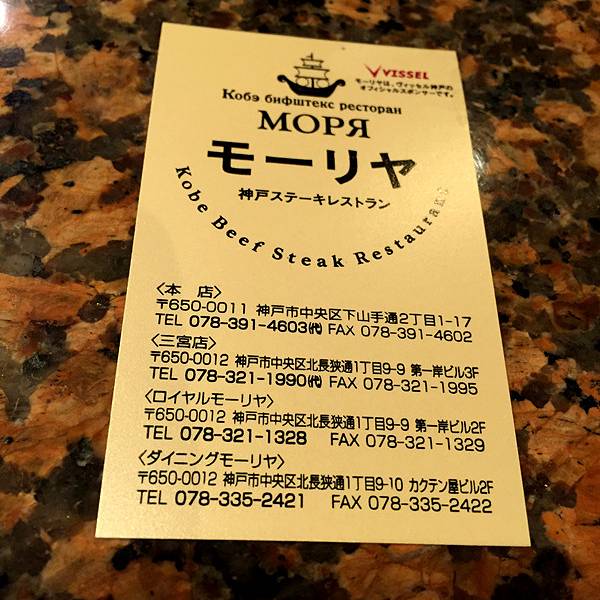 VISSEL
モーリヤは、ヴィッセル神戸の
オフィシャルスポンサーです。
Кобэ бифштекс ресторан
МОРЯ
モーリヤ
神戸ステーキレストラン
Kobe Beef Steak Restaurant
〈本 店〉
〒650-0011 神戸市中央区下山手通2丁目1-17
TEL 078-391-4603(代) FAX 078-391-4602
〈三宮店〉
〒650-0012 神戸市中央区北長狭通1丁目9-9 第一岸ビル3F
TEL 078-321-1990(代) FAX 078-321-1995
〈ロイヤルモーリヤ〉
〒650-0012 神戸市中央区北長狭通1丁目9-9 第一岸ビル2F
TEL 078-321-1328 FAX 078-321-1329
〈ダイニングモーリヤ〉
〒650-0012 神戸市中央区北長狭通1丁目9-10 カクテン屋ビル2F
TEL 078-335-2421 FAX 078-335-2422